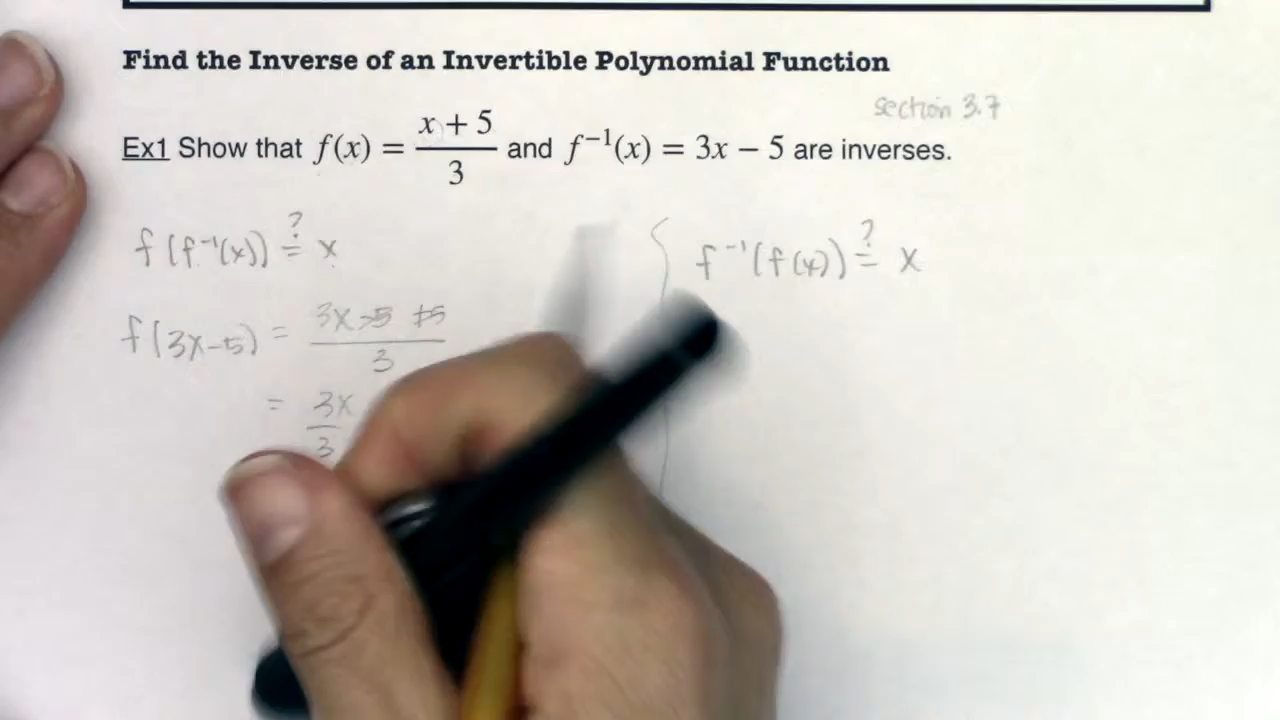 Find the Inverse of an Invertible Polynomial Function
section 3.7
Ex1 Show that f(x) = (x + 5)/3 and f⁻¹(x) = 3x − 5 are inverses.
f(f⁻¹(x)) ≟ x
f(3x-5) = (3x-5+5)/3
= 3x/3
f⁻¹(f(x)) ≟ x